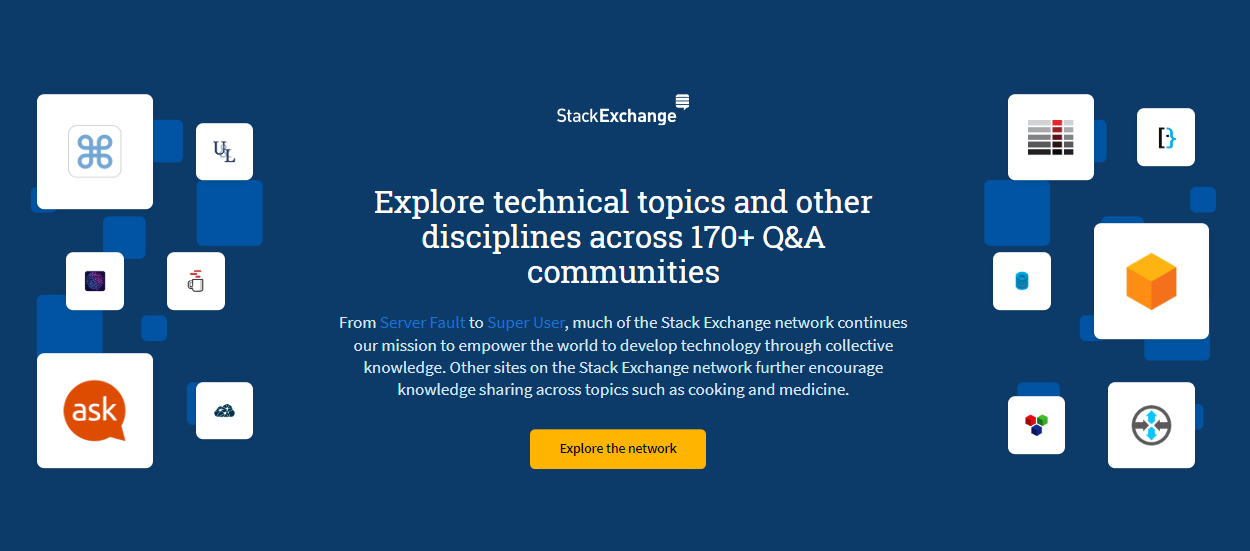 StackExchange
U&L
Explore technical topics and other
disciplines across 170+ Q&A
communities
From Server Fault to Super User, much of the Stack Exchange network continues
our mission to empower the world to develop technology through collective
knowledge. Other sites on the Stack Exchange network further encourage
knowledge sharing across topics such as cooking and medicine.
ask
Explore the network